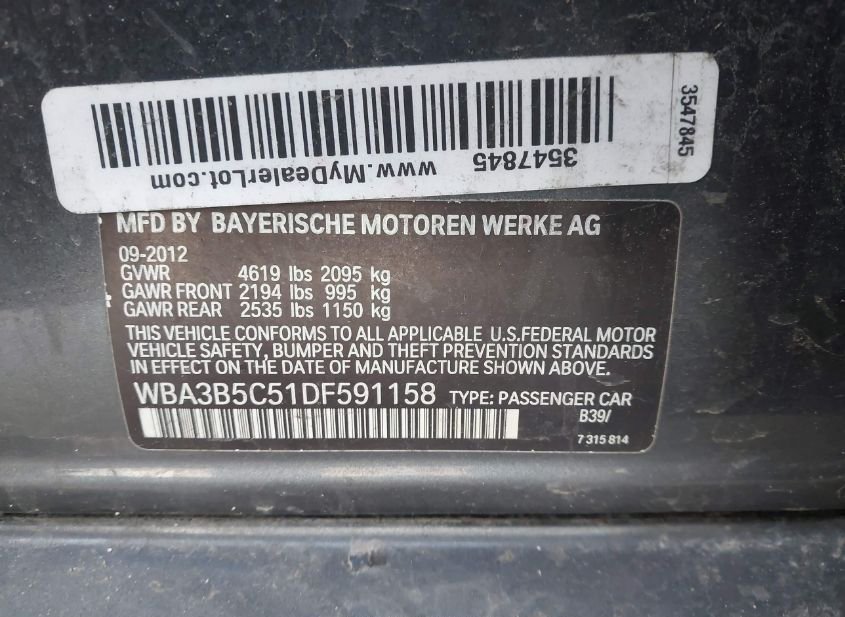 3547845
www.MyDealerLot.com
3547845
MFD BY BAYERISCHE MOTOREN WERKE AG
09-2012
GVWR 4619 lbs 2095 kg
GAWR FRONT 2194 lbs 995 kg
GAWR REAR 2535 lbs 1150 kg
THIS VEHICLE CONFORMS TO ALL APPLICABLE U.S.FEDERAL MOTOR
VEHICLE SAFETY, BUMPER AND THEFT PREVENTION STANDARDS
IN EFFECT ON THE DATE OF MANUFACTURE SHOWN ABOVE.
WBA3B5C51DF591158 TYPE: PASSENGER CAR
B39/
7 315 814